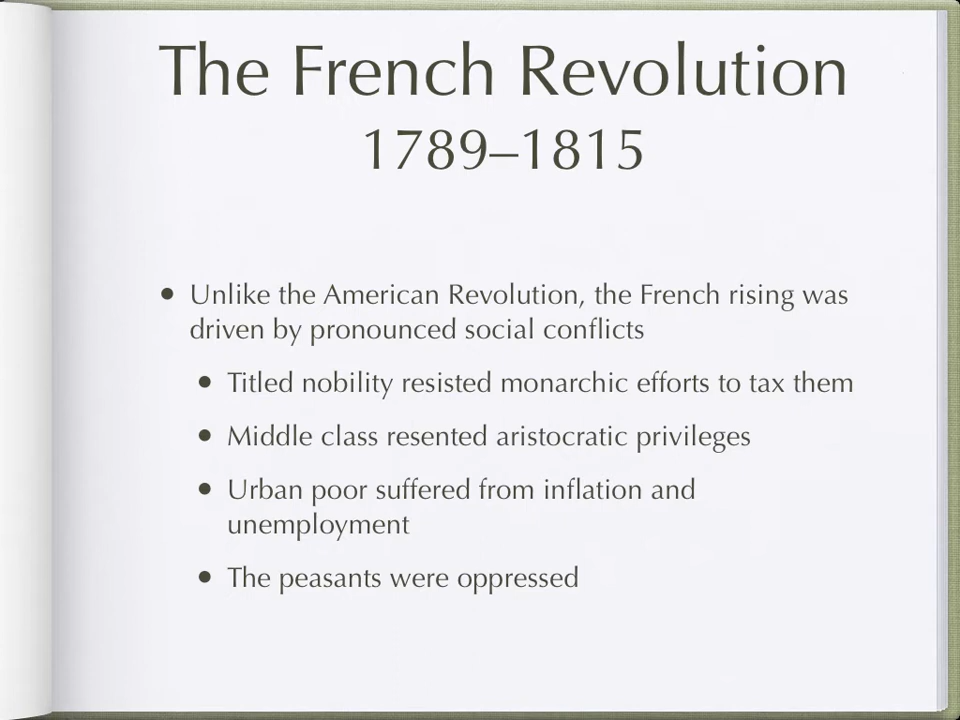 The French Revolution
1789–1815
• Unlike the American Revolution, the French rising was
driven by pronounced social conflicts
• Titled nobility resisted monarchic efforts to tax them
• Middle class resented aristocratic privileges
• Urban poor suffered from inflation and
unemployment
• The peasants were oppressed